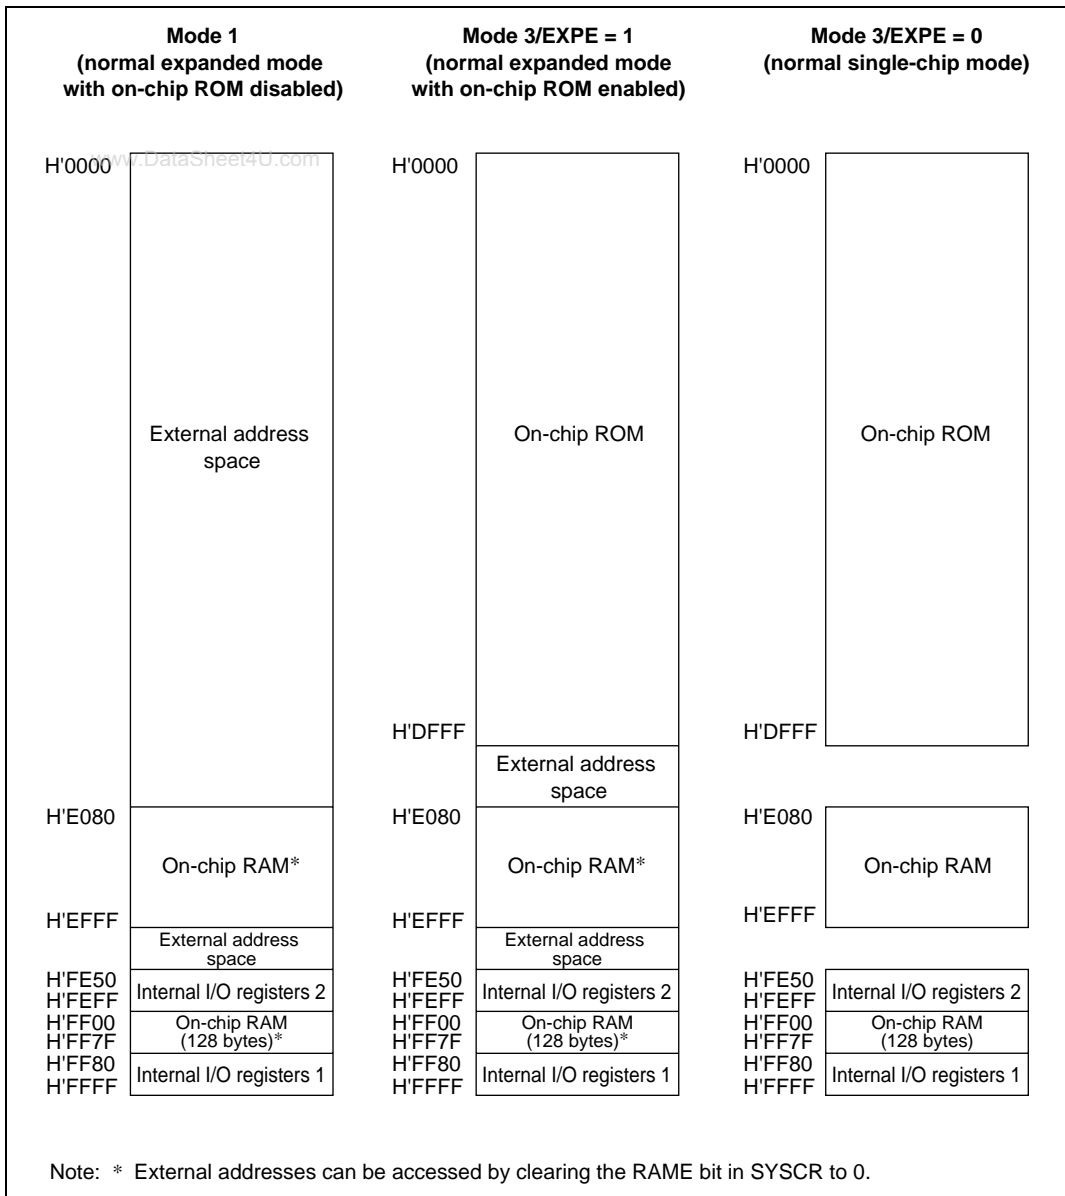 Mode 1
(normal expanded mode
with on-chip ROM disabled)
Mode 3/EXPE = 1
(normal expanded mode
with on-chip ROM enabled)
Mode 3/EXPE = 0
(normal single-chip mode)
www.DataSheet4U.com
H'0000
External address
space
H'E080
On-chip RAM*
H'EFFF
External address
space
H'FE50
H'FEFF
Internal I/O registers 2
H'FF00
H'FF7F
On-chip RAM
(128 bytes)*
H'FF80
H'FFFF
Internal I/O registers 1
H'0000
On-chip ROM
H'DFFF
External address
space
H'E080
On-chip RAM*
H'EFFF
External address
space
H'FE50
H'FEFF
Internal I/O registers 2
H'FF00
H'FF7F
On-chip RAM
(128 bytes)*
H'FF80
H'FFFF
Internal I/O registers 1
H'0000
On-chip ROM
H'DFFF
H'E080
On-chip RAM
H'EFFF
H'FE50
H'FEFF
Internal I/O registers 2
H'FF00
H'FF7F
On-chip RAM
(128 bytes)
H'FF80
H'FFFF
Internal I/O registers 1
Note: * External addresses can be accessed by clearing the RAME bit in SYSCR to 0.